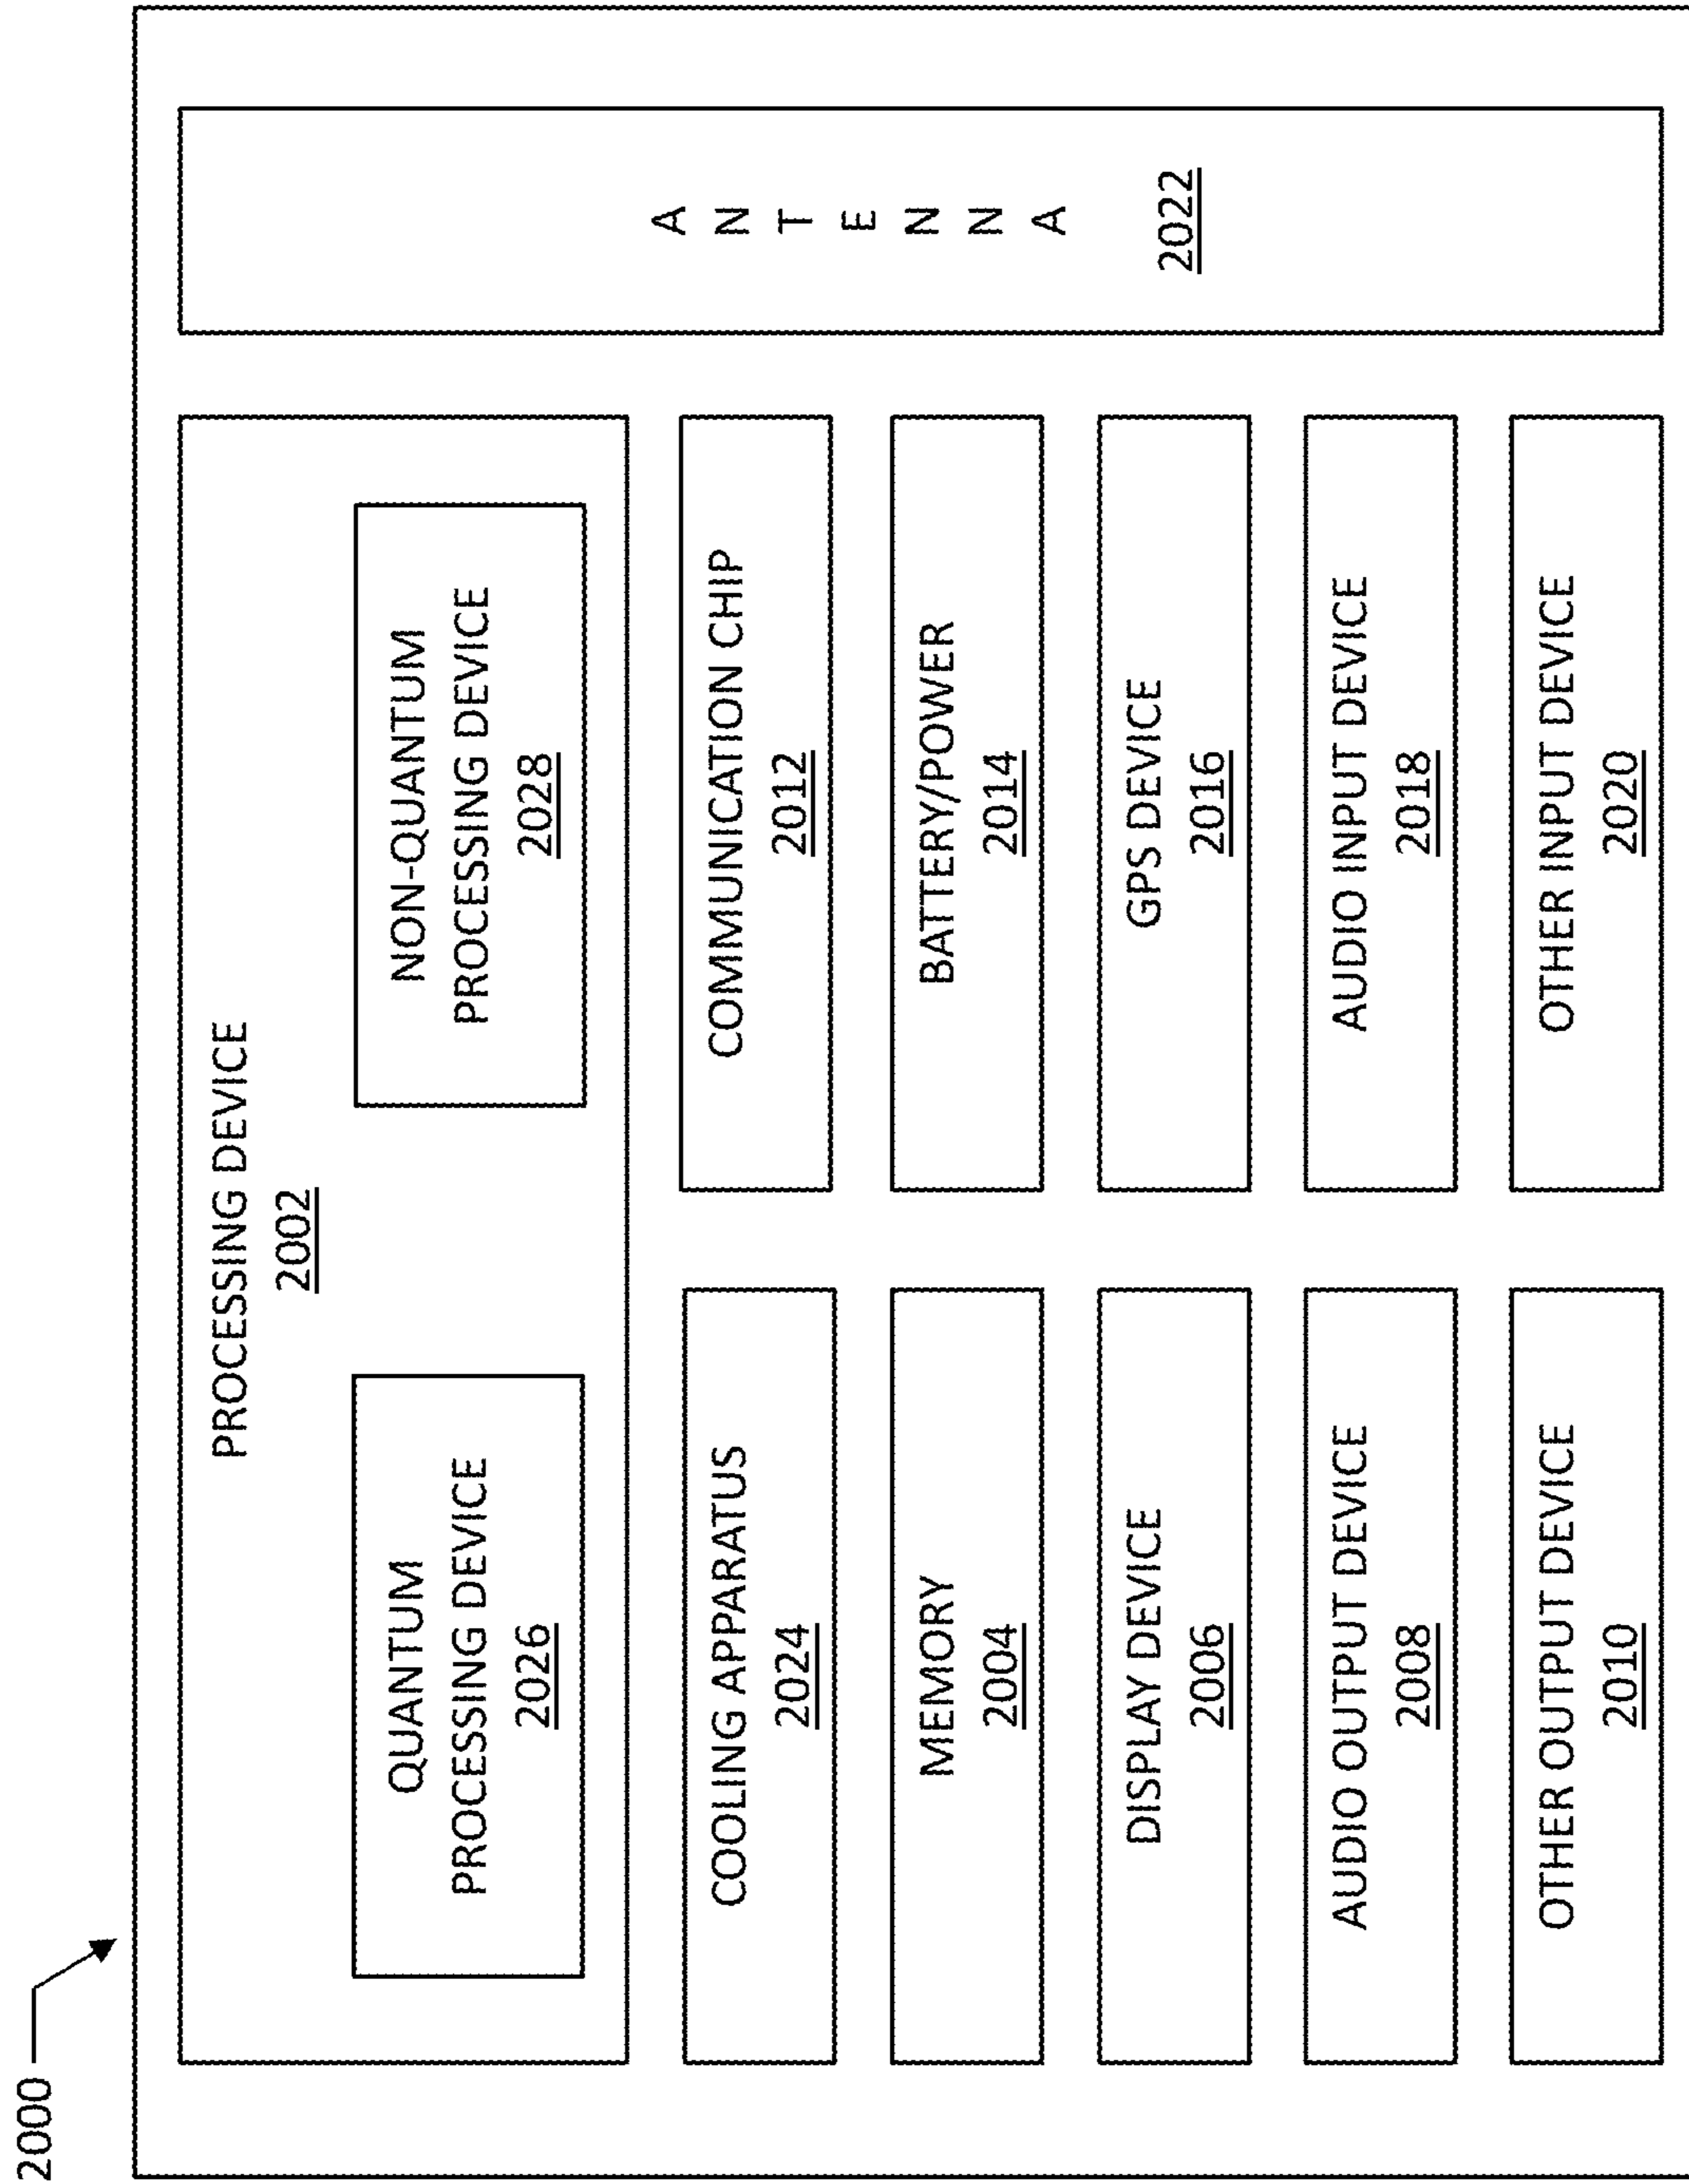 2000
PROCESSING DEVICE
2002
QUANTUM
PROCESSING DEVICE
2026
NON-QUANTUM
PROCESSING DEVICE
2028
COOLING APPARATUS
2024
COMMUNICATION CHIP
2012
MEMORY
2004
BATTERY/POWER
2014
DISPLAY DEVICE
2006
GPS DEVICE
2016
AUDIO OUTPUT DEVICE
2008
AUDIO INPUT DEVICE
2018
OTHER OUTPUT DEVICE
2010
OTHER INPUT DEVICE
2020
A
N
T
E
N
N
A
2022